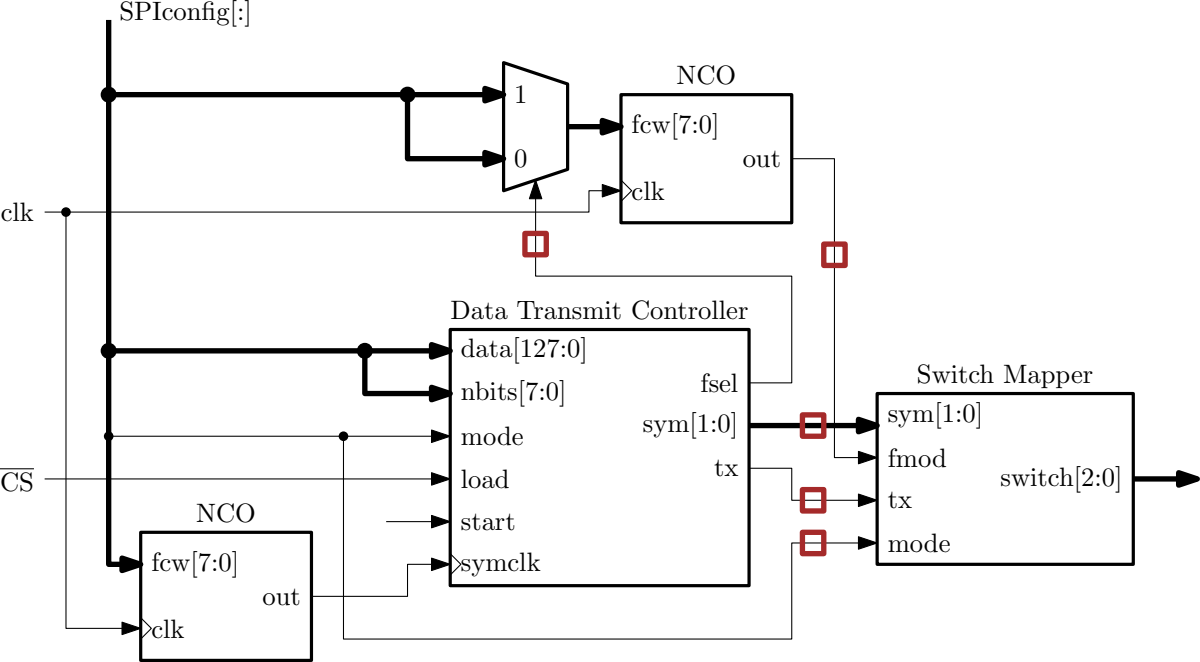 SPIconfig[:]
NCO
1
fcw[7:0]
0
out
clk
clk
Data Transmit Controller
data[127:0]
nbits[7:0]
fsel
sym[1:0]
mode
tx
load
start
symclk
Switch Mapper
sym[1:0]
fmod
switch[2:0]
tx
mode
CS
NCO
fcw[7:0]
out
clk